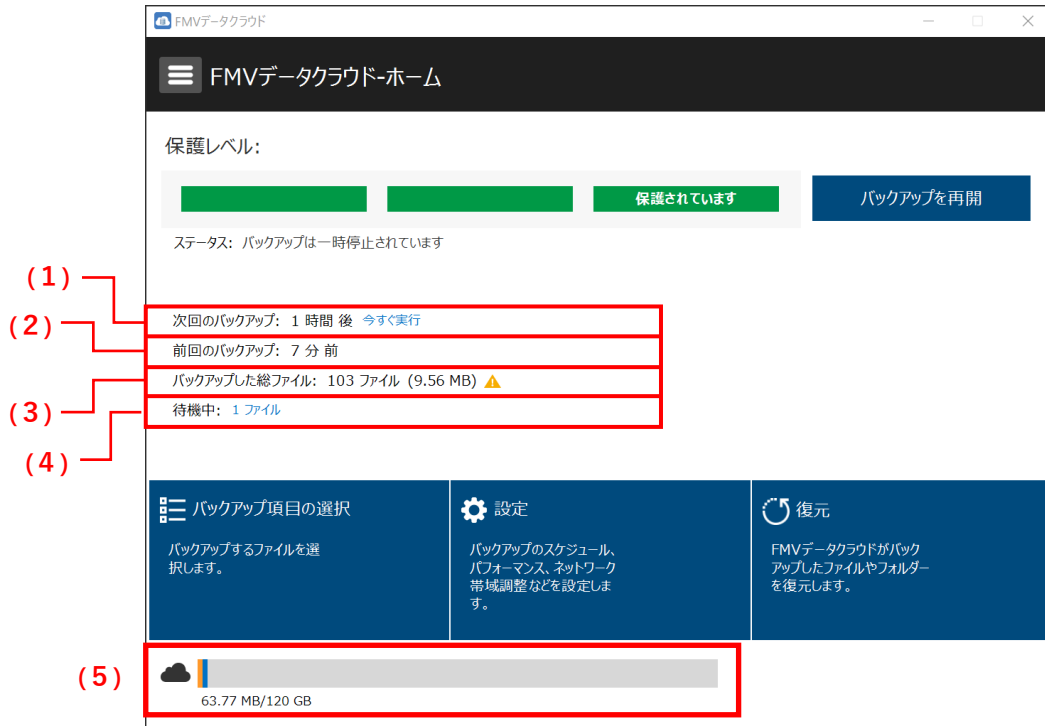 FMVデータクラウド
FMVデータクラウド-ホーム
保護レベル:
保護されています
バックアップを再開
ステータス: バックアップは一時停止されています
(1)
次回のバックアップ: 1 時間 後 今すぐ実行
(2)
前回のバックアップ: 7 分 前
(3)
バックアップした総ファイル: 103 ファイル (9.56 MB)
(4)
待機中: 1 ファイル
バックアップ項目の選択
バックアップするファイルを選
択します。
設定
バックアップのスケジュール、
パフォーマンス、ネットワーク
帯域調整などを設定しま
す。
復元
FMVデータクラウドがバック
アップしたファイルやフォルダー
を復元します。
(5)
63.77 MB/120 GB